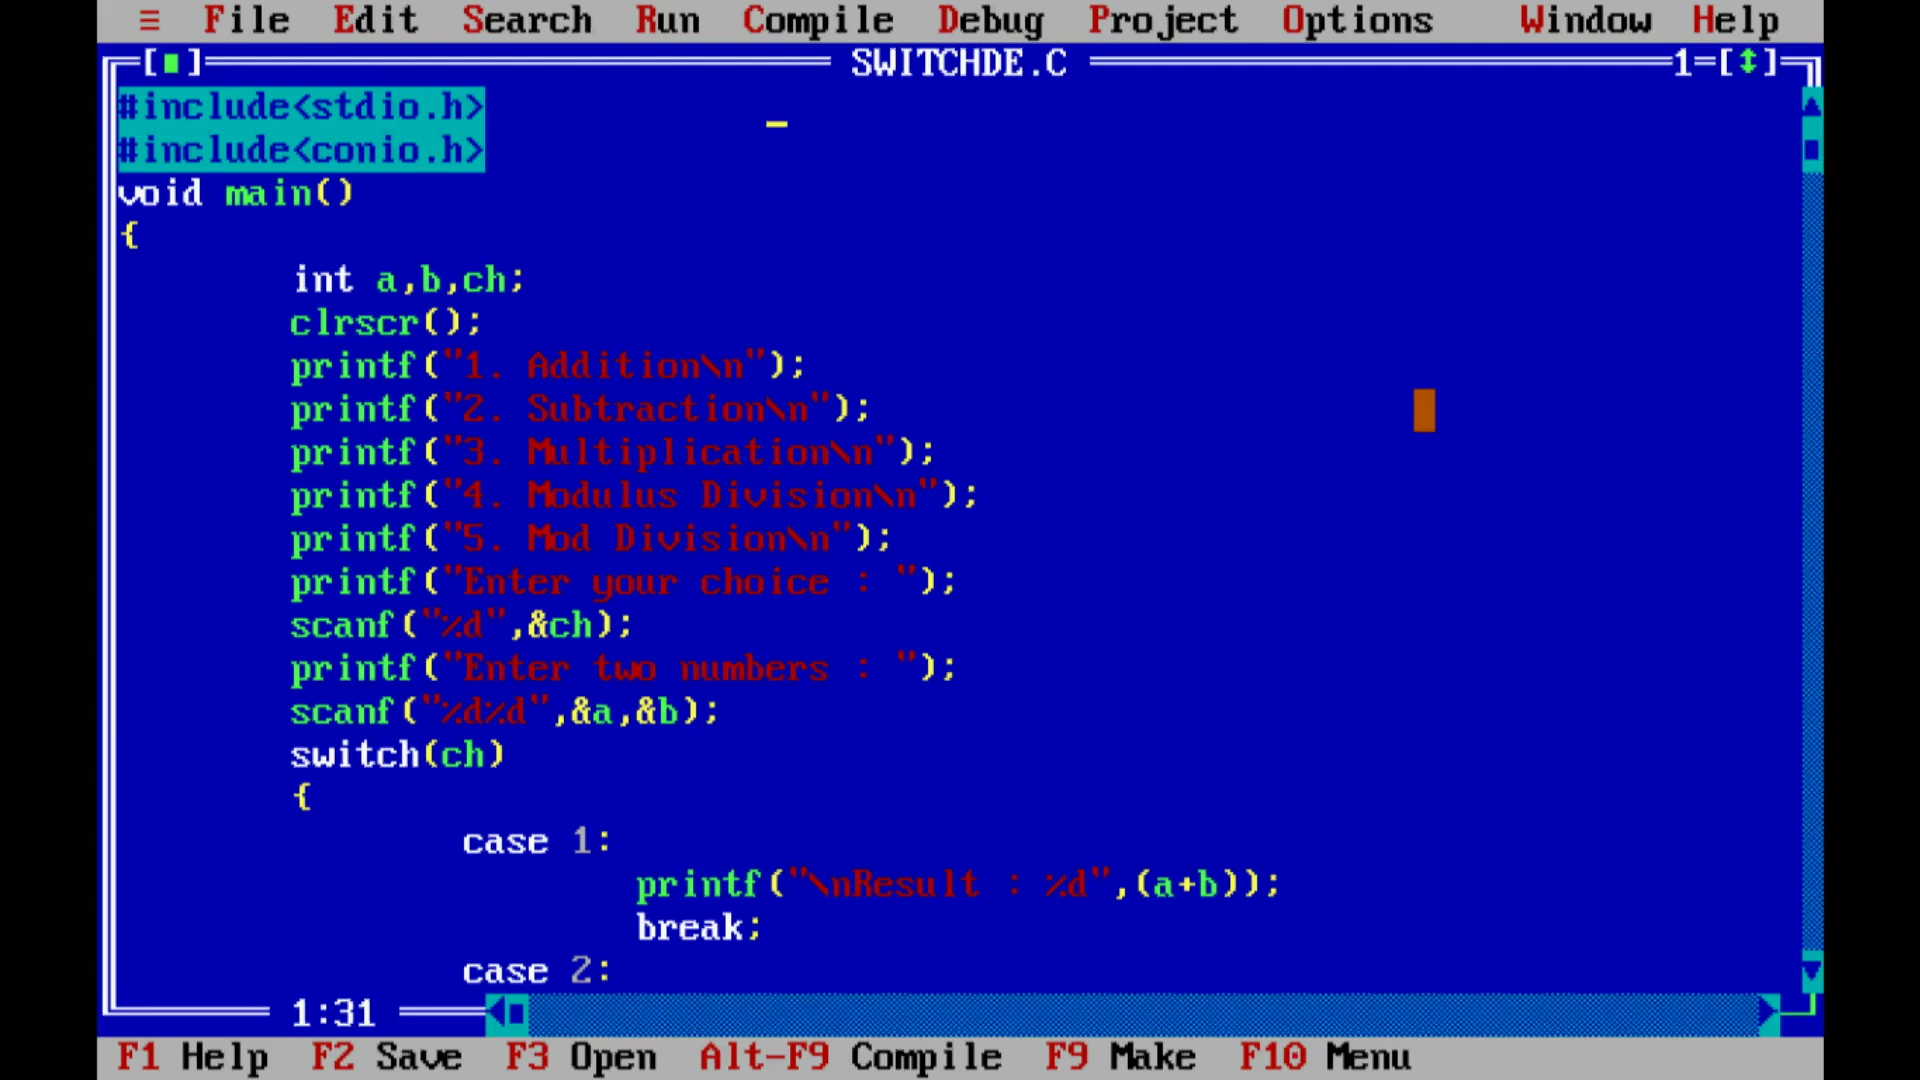 ≡ File Edit Search Run Compile Debug Project Options Window Help
[■] SWITCHDE.C 1=[↕]
#include<stdio.h>
#include<conio.h>
void main()
{
int a,b,ch;
clrscr();
printf("1. Addition\n");
printf("2. Subtraction\n");
printf("3. Multiplication\n");
printf("4. Modulus Division\n");
printf("5. Mod Division\n");
printf("Enter your choice : ");
scanf("%d",&ch);
printf("Enter two numbers : ");
scanf("%d%d",&a,&b);
switch(ch)
{
case 1:
printf("\nResult : %d",(a+b));
break;
case 2:
1:31
F1 Help F2 Save F3 Open Alt-F9 Compile F9 Make F10 Menu